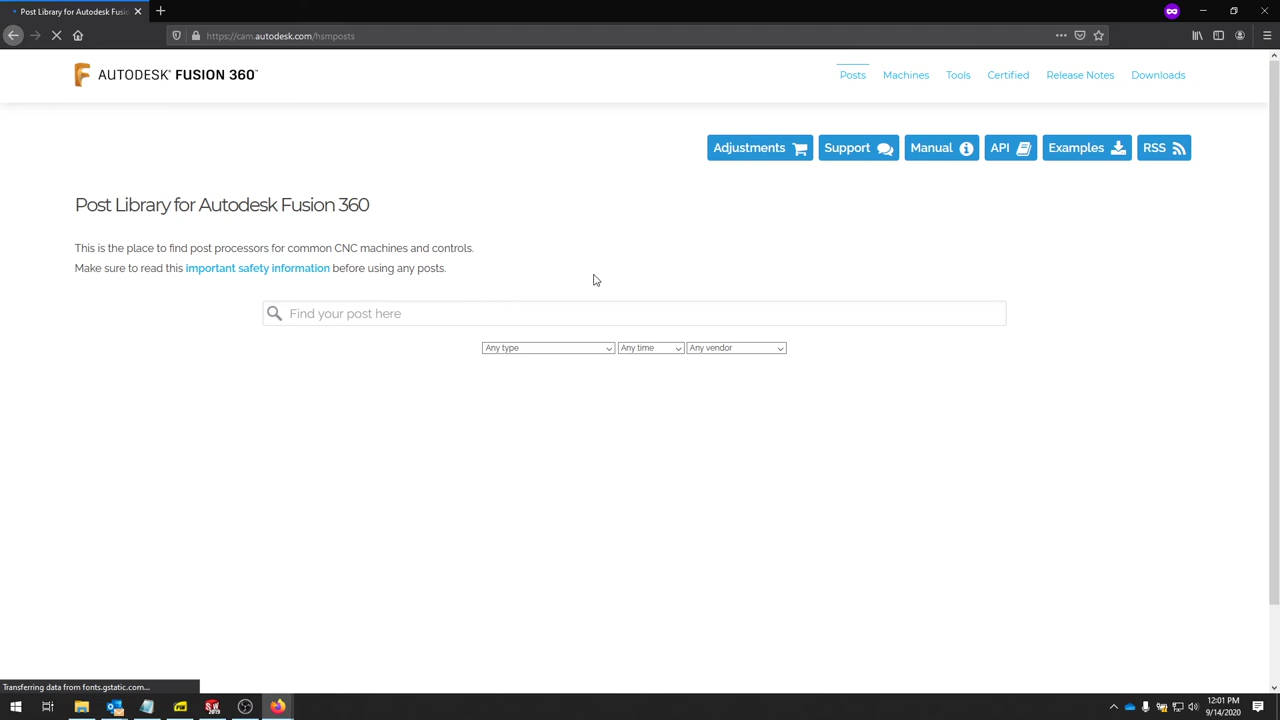 Post Library for Autodesk Fusio
https://cam.autodesk.com/hsmposts
AUTODESK® FUSION 360™
Posts
Machines
Tools
Certified
Release Notes
Downloads
Adjustments
Support
Manual
API
Examples
RSS
Post Library for Autodesk Fusion 360
This is the place to find post processors for common CNC machines and controls.
Make sure to read this important safety information before using any posts.
Find your post here
Any type
Any time
Any vendor
Transferring data from fonts.gstatic.com...
12:01 PM
9/14/2020